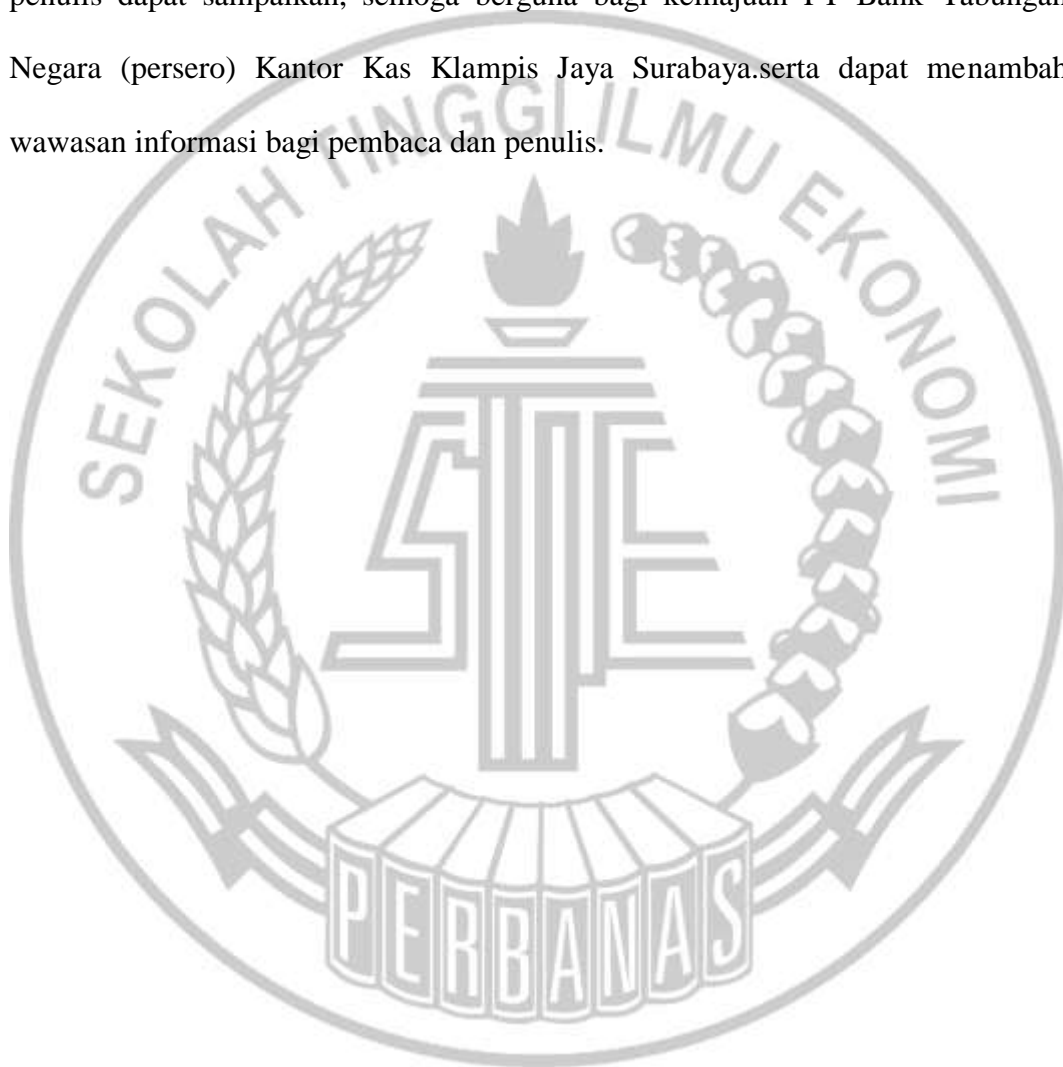 penulis dapat sampaikan, semoga berguna bagi kemajuan PT Bank Tabungan
Negara (persero) Kantor Kas Klampis Jaya Surabaya.serta dapat menambah
wawasan informasi bagi pembaca dan penulis.
SEKOLAH TINGGI ILMU EKONOMI
STIE
PERBANAS